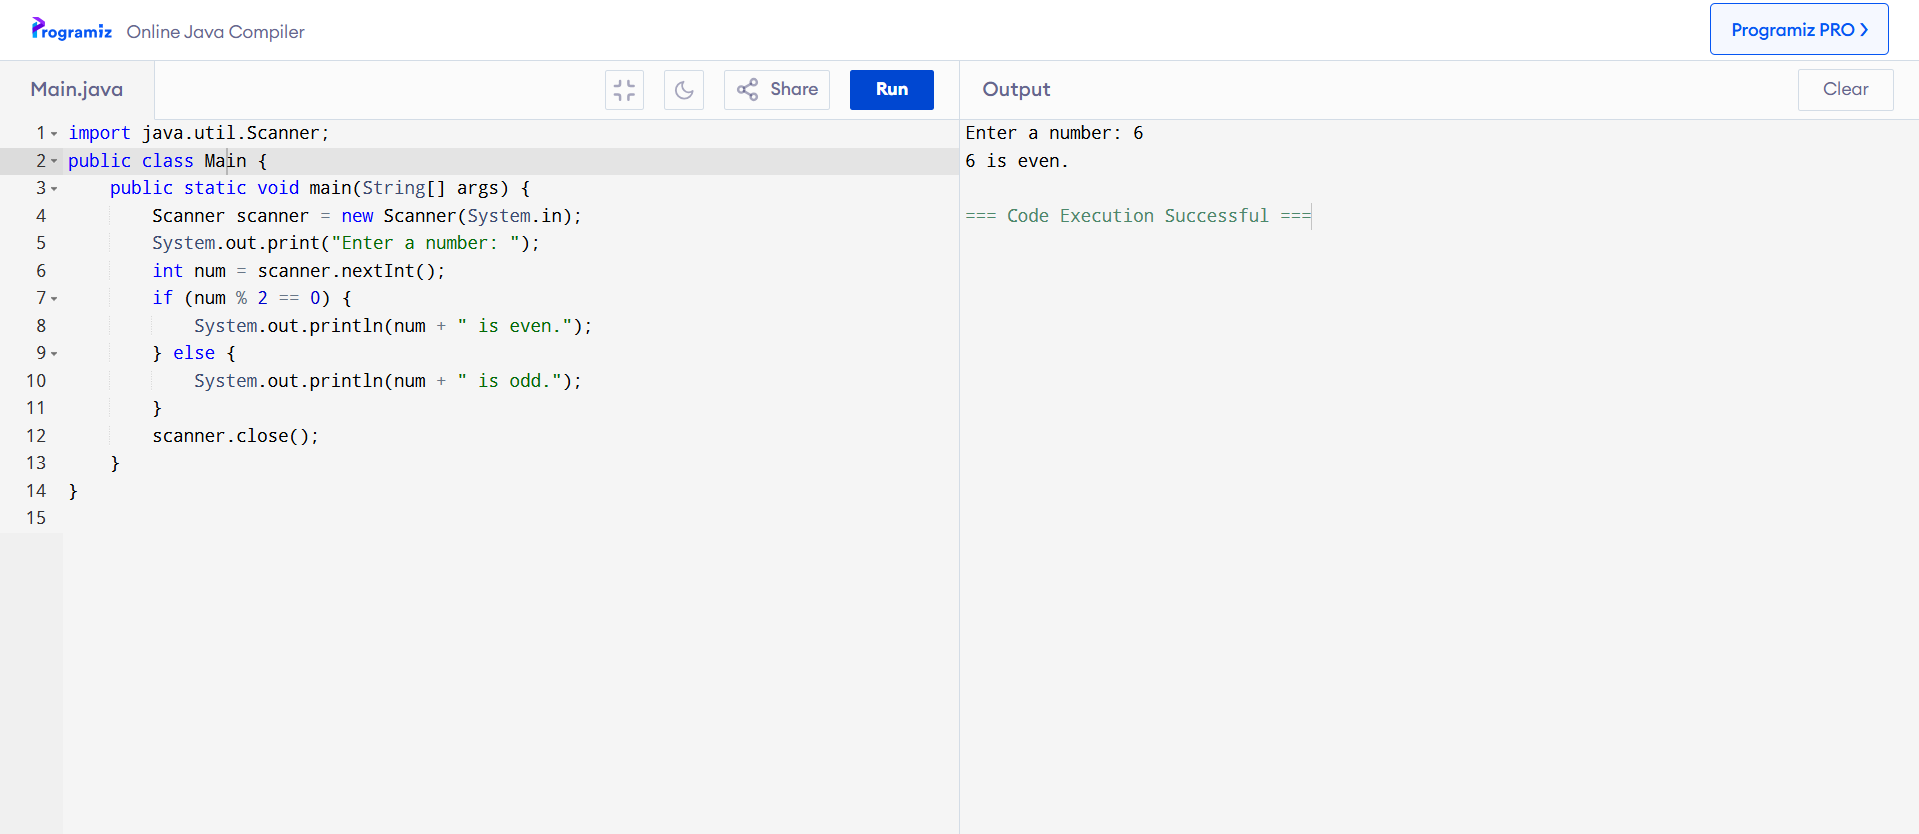 Programiz Online Java Compiler
Programiz PRO >
Main.java
Share
Run
Output
Clear
1 import java.util.Scanner;
2 public class Main {
3     public static void main(String[] args) {
4         Scanner scanner = new Scanner(System.in);
5         System.out.print("Enter a number: ");
6         int num = scanner.nextInt();
7         if (num % 2 == 0) {
8             System.out.println(num + " is even.");
9         } else {
10             System.out.println(num + " is odd.");
11         }
12         scanner.close();
13     }
14 }
15
Enter a number: 6
6 is even.
=== Code Execution Successful ===